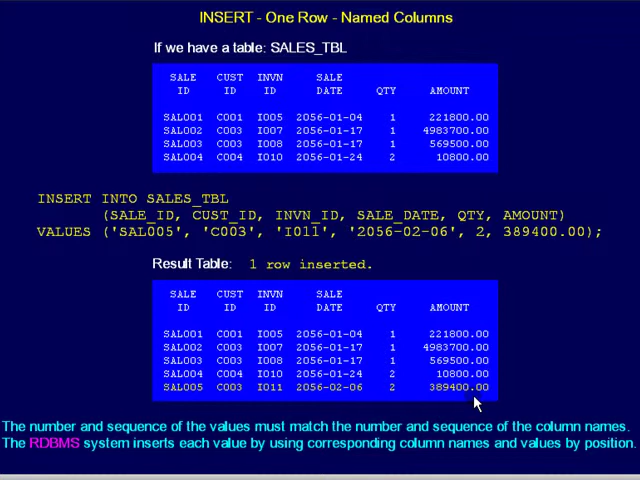 INSERT - One Row - Named Columns
If we have a table: SALES_TBL
SALE CUST INVN SALE
ID ID ID DATE QTY AMOUNT
SAL001 C001 I005 2056-01-04 1 221800.00
SAL002 C003 I007 2056-01-17 1 4983700.00
SAL003 C003 I008 2056-01-17 1 569500.00
SAL004 C004 I010 2056-01-24 2 10800.00
INSERT INTO SALES_TBL
(SALE_ID, CUST_ID, INVN_ID, SALE_DATE, QTY, AMOUNT)
VALUES ('SAL005', 'C003', 'I011', '2056-02-06', 2, 389400.00);
Result Table: 1 row inserted.
SALE CUST INVN SALE
ID ID ID DATE QTY AMOUNT
SAL001 C001 I005 2056-01-04 1 221800.00
SAL002 C003 I007 2056-01-17 1 4983700.00
SAL003 C003 I008 2056-01-17 1 569500.00
SAL004 C004 I010 2056-01-24 2 10800.00
SAL005 C003 I011 2056-02-06 2 389400.00
The number and sequence of the values must match the number and sequence of the column names.
The RDBMS system inserts each value by using corresponding column names and values by position.